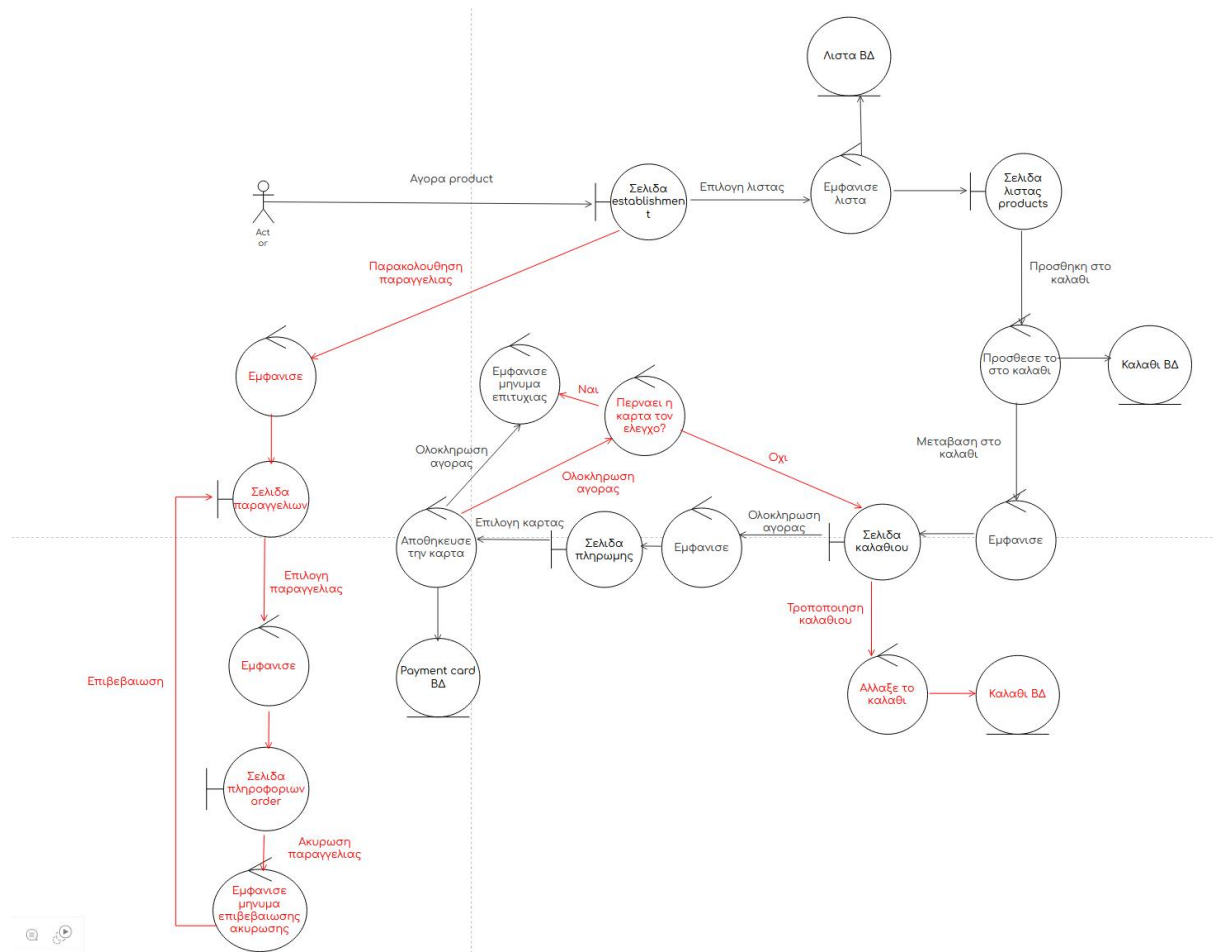 Λιστα ΒΔ
Αγορα product
Σελιδα
establishmen
t
Επιλογη λιστας
Εμφανισε
λιστα
Σελιδα
λιστας
products
Act
or
Παρακολουθηση
παραγγελιας
Προσθηκη στο
καλαθι
Εμφανισε
Εμφανισε
μηνυμα
επιτυχιας
Ναι
Περναει η
καρτα τον
ελεγχο?
Προσθεσε το
στο καλαθι
Καλαθι ΒΔ
Ολοκληρωση
αγορας
Ολοκληρωση
αγορας
Οχι
Μεταβαση στο
καλαθι
Σελιδα
παραγγελιων
Αποθηκευσε
την καρτα
Επιλογη καρτας
Σελιδα
πληρωμης
Εμφανισε
Ολοκληρωση
αγορας
Σελιδα
καλαθιου
Εμφανισε
Επιλογη
παραγγελιας
Τροποποιηση
καλαθιου
Εμφανισε
Επιβεβαιωση
Payment card
ΒΔ
Αλλαξε το
καλαθι
Καλαθι ΒΔ
Σελιδα
πληροφοριων
order
Ακυρωση
παραγγελιας
Εμφανισε
μηνυμα
επιβεβαιωσης
ακυρωσης